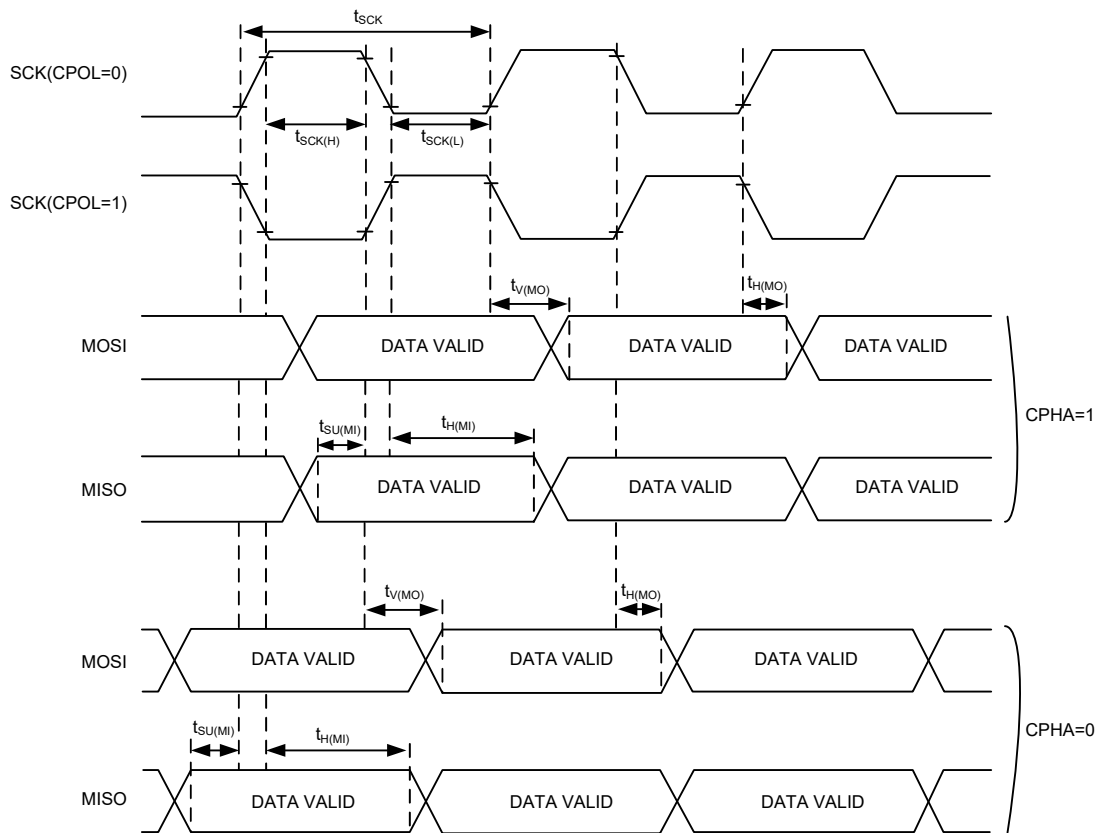 tSCK
SCK(CPOL=0)
tSCK(H) tSCK(L)
SCK(CPOL=1)
tV(MO) tH(MO)
MOSI DATA VALID DATA VALID DATA VALID
CPHA=1
tSU(MI) tH(MI)
MISO DATA VALID DATA VALID DATA VALID
tV(MO) tH(MO)
MOSI DATA VALID DATA VALID DATA VALID
CPHA=0
tSU(MI) tH(MI)
MISO DATA VALID DATA VALID DATA VALID